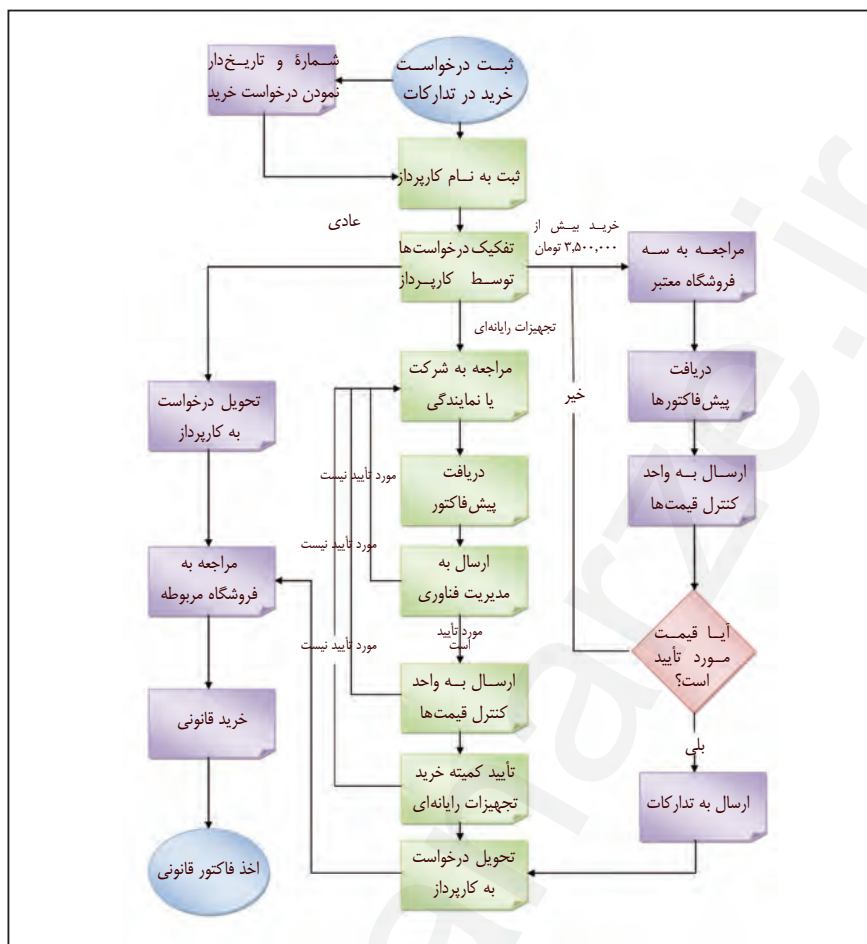 ثبت درخواست
خرید در تدارکات
شمارهٔ و تاریخ‌دار
نمودن درخواست خرید
ثبت به نام کارپرداز
عادی
تفکیک درخواست‌ها
توسط کارپرداز
خرید بیش از
۳,۵۰۰,۰۰۰ تومان
مراجعه به سه
فروشگاه معتبر
تجهیزات رایانه‌ای
مراجعه به شرکت
یا نمایندگی
خیر
دریافت
پیش‌فاکتورها
تحویل درخواست
به کارپرداز
مورد تأیید نیست
دریافت
پیش‌فاکتور
ارسال به واحد
کنترل قیمت‌ها
مورد تأیید نیست
ارسال به
مدیریت فناوری
مراجعه به
فروشگاه مربوطه
مورد تأیید
است
مورد تأیید نیست
آیا قیمت
مورد تأیید
است؟
ارسال به واحد
کنترل قیمت‌ها
خرید قانونی
بلی
تأیید کمیته خرید
تجهیزات رایانه‌ای
ارسال به تدارکات
تحویل درخواست
به کارپرداز
اخذ فاکتور قانونی